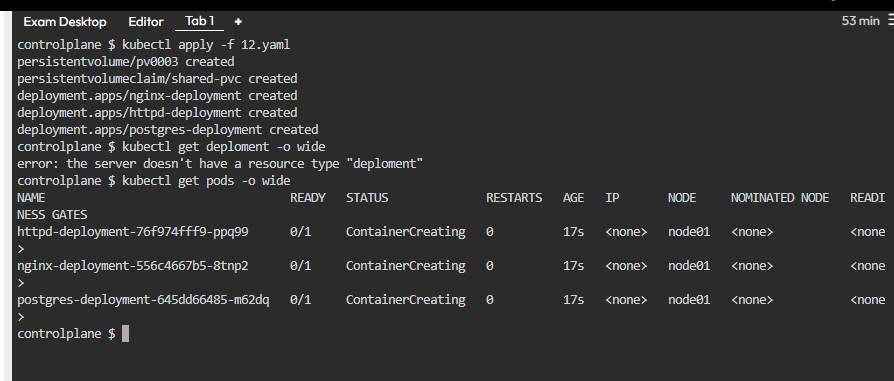 Exam Desktop Editor Tab 1 + 53 min
controlplane $ kubectl apply -f 12.yaml
persistentvolume/pv0003 created
persistentvolumeclaim/shared-pvc created
deployment.apps/nginx-deployment created
deployment.apps/httpd-deployment created
deployment.apps/postgres-deployment created
controlplane $ kubectl get deploment -o wide
error: the server doesn't have a resource type "deploment"
controlplane $ kubectl get pods -o wide
NAME READY STATUS RESTARTS AGE IP NODE NOMINATED NODE READI
NESS GATES
httpd-deployment-76f974fff9-ppq99 0/1 ContainerCreating 0 17s <none> node01 <none> <none
>
nginx-deployment-556c4667b5-8tnp2 0/1 ContainerCreating 0 17s <none> node01 <none> <none
>
postgres-deployment-645dd66485-m62dq 0/1 ContainerCreating 0 17s <none> node01 <none> <none
>
controlplane $